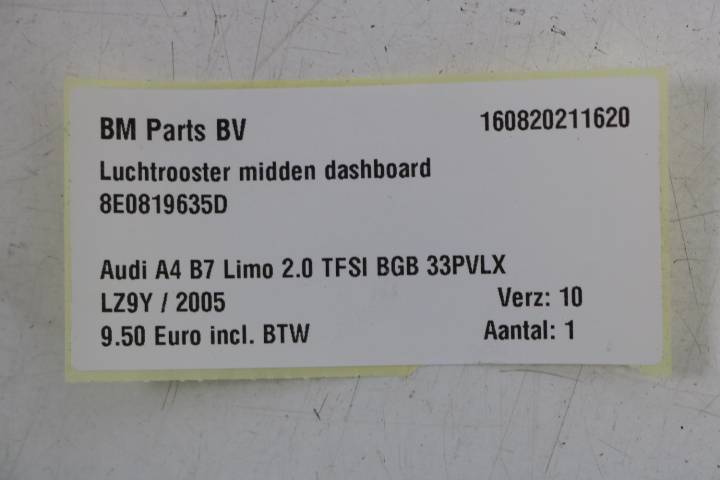 BM Parts BV 160820211620
Luchtrooster midden dashboard
8E0819635D
Audi A4 B7 Limo 2.0 TFSI BGB 33PVLX
LZ9Y / 2005 Verz: 10
9.50 Euro incl. BTW Aantal: 1